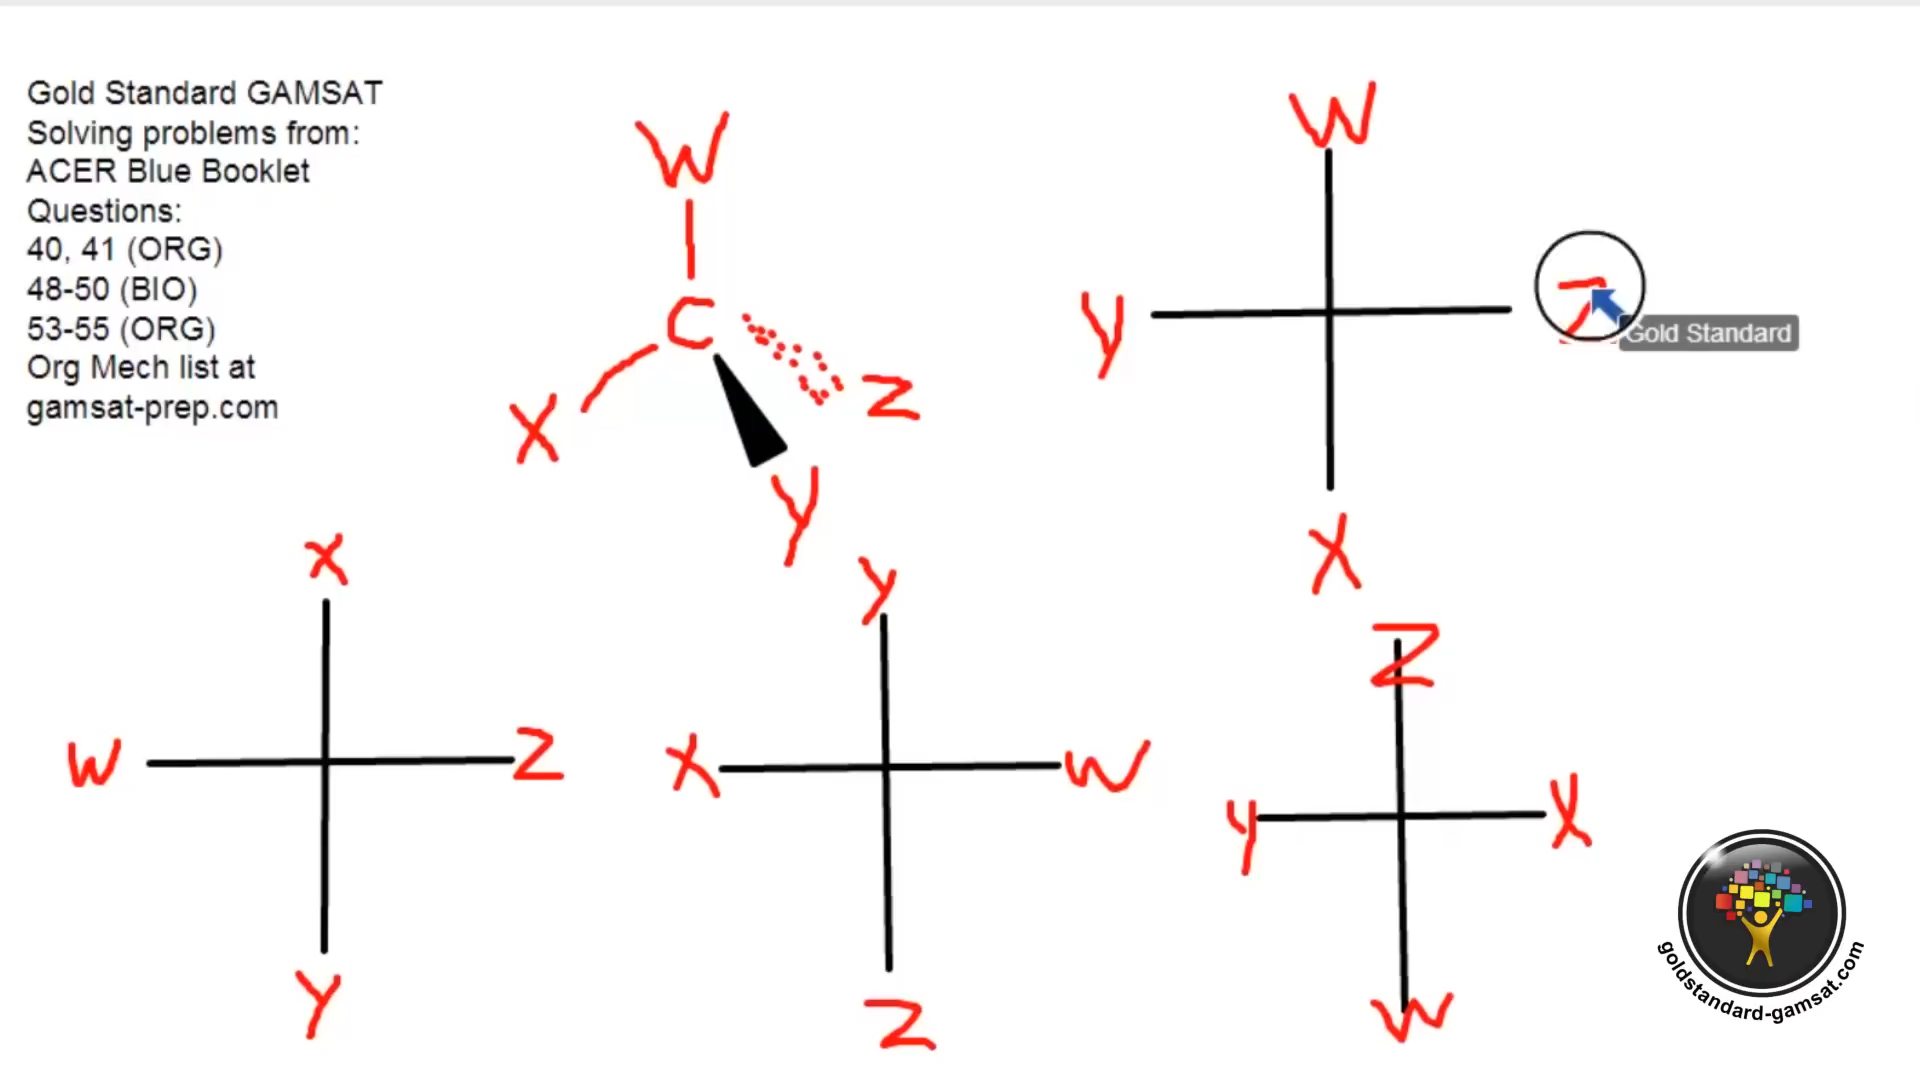 Gold Standard GAMSAT
Solving problems from:
ACER Blue Booklet
Questions:
40, 41 (ORG)
48-50 (BIO)
53-55 (ORG)
Org Mech list at
gamsat-prep.com
W
C
X
Z
Y
W
Y
Z
Gold Standard
X
X
W
Z
Y
Y
X
W
Z
Z
Y
X
W
goldstandard-gamsat.com